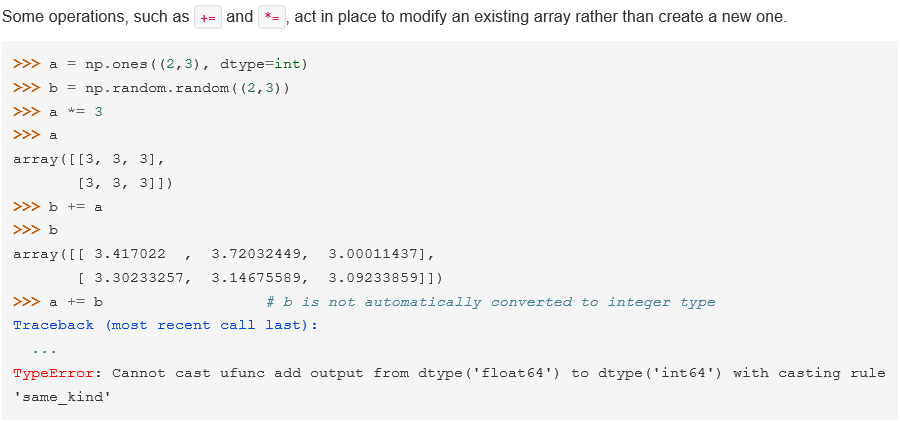 Some operations, such as += and *=, act in place to modify an existing array rather than create a new one.
>>> a = np.ones((2,3), dtype=int)
>>> b = np.random.random((2,3))
>>> a *= 3
>>> a
array([[3, 3, 3],
       [3, 3, 3]])
>>> b += a
>>> b
array([[ 3.417022  ,  3.72032449,  3.00011437],
       [ 3.30233257,  3.14675589,  3.09233859]])
>>> a += b                  # b is not automatically converted to integer type
Traceback (most recent call last):
  ...
TypeError: Cannot cast ufunc add output from dtype('float64') to dtype('int64') with casting rule
'same_kind'